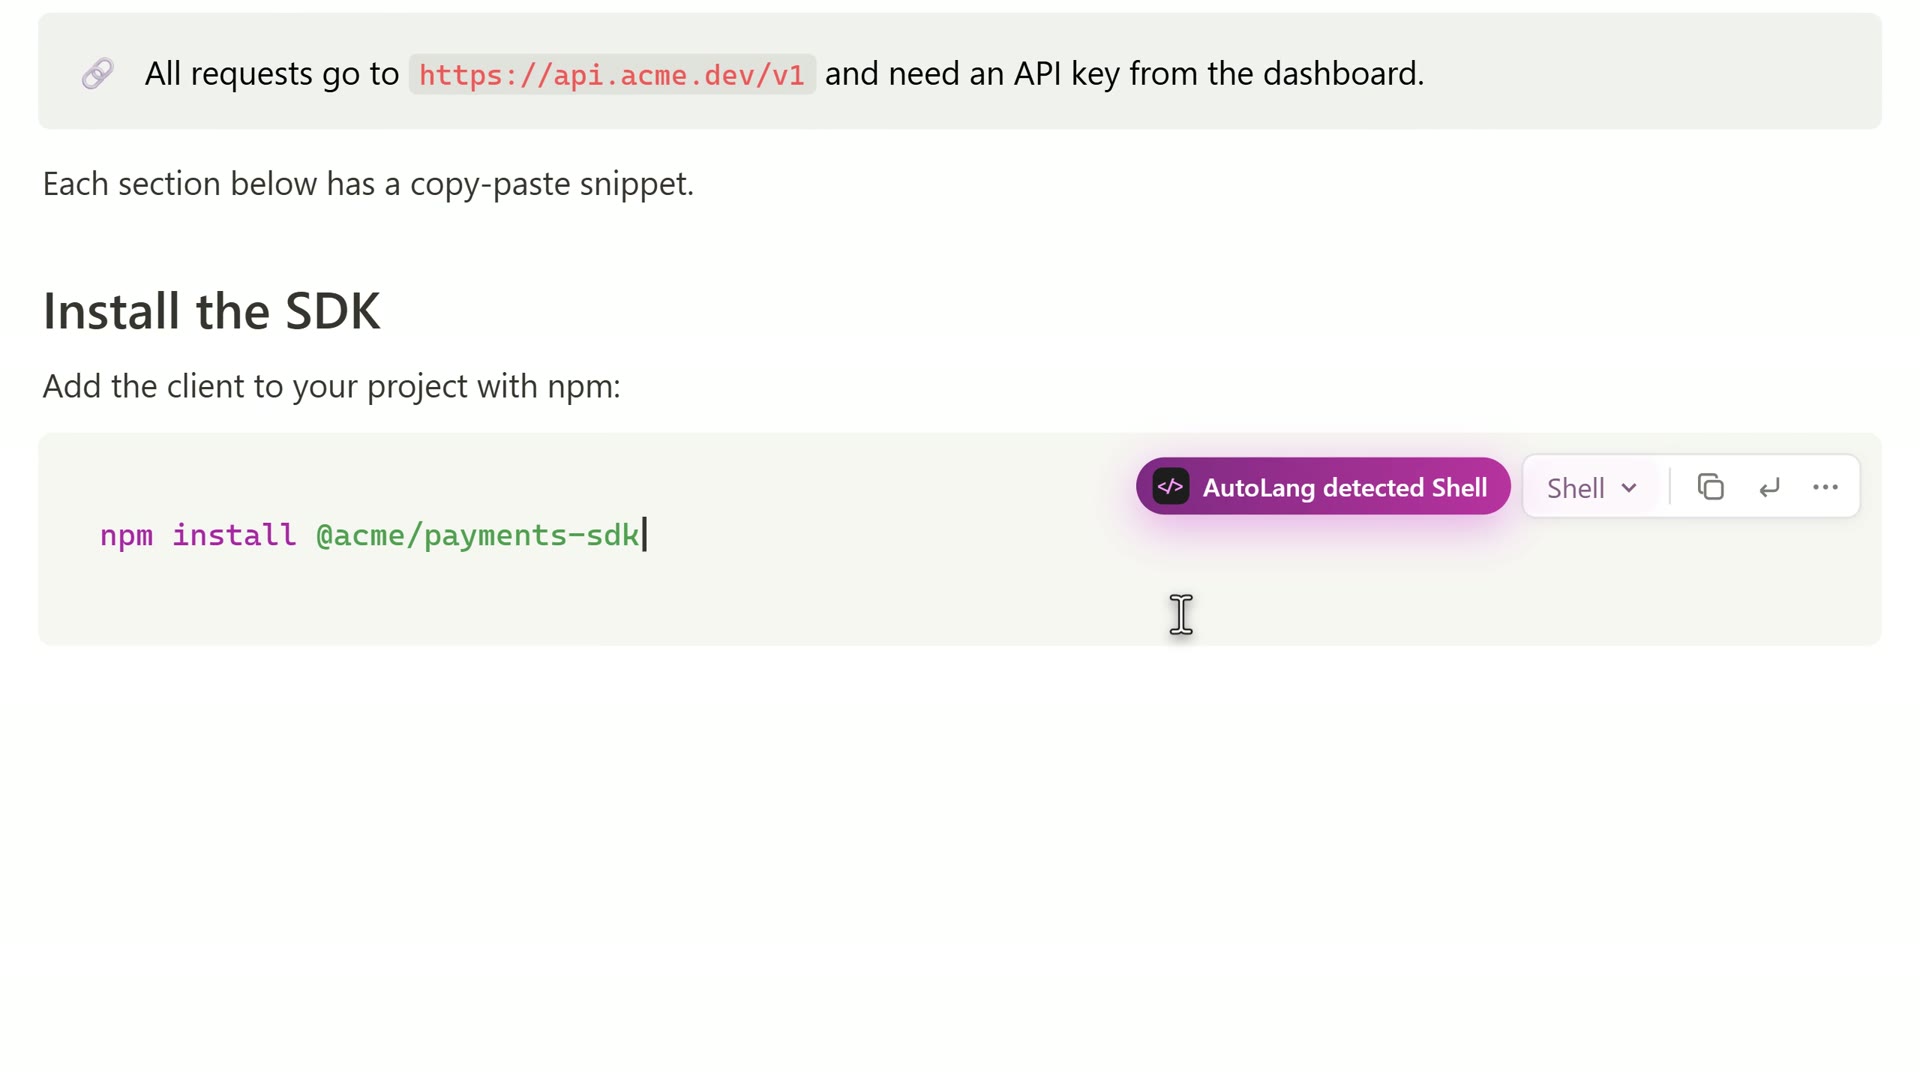 All requests go to https://api.acme.dev/v1 and need an API key from the dashboard.
Each section below has a copy-paste snippet.
Install the SDK
Add the client to your project with npm:
</> AutoLang detected Shell
Shell
npm install @acme/payments-sdk